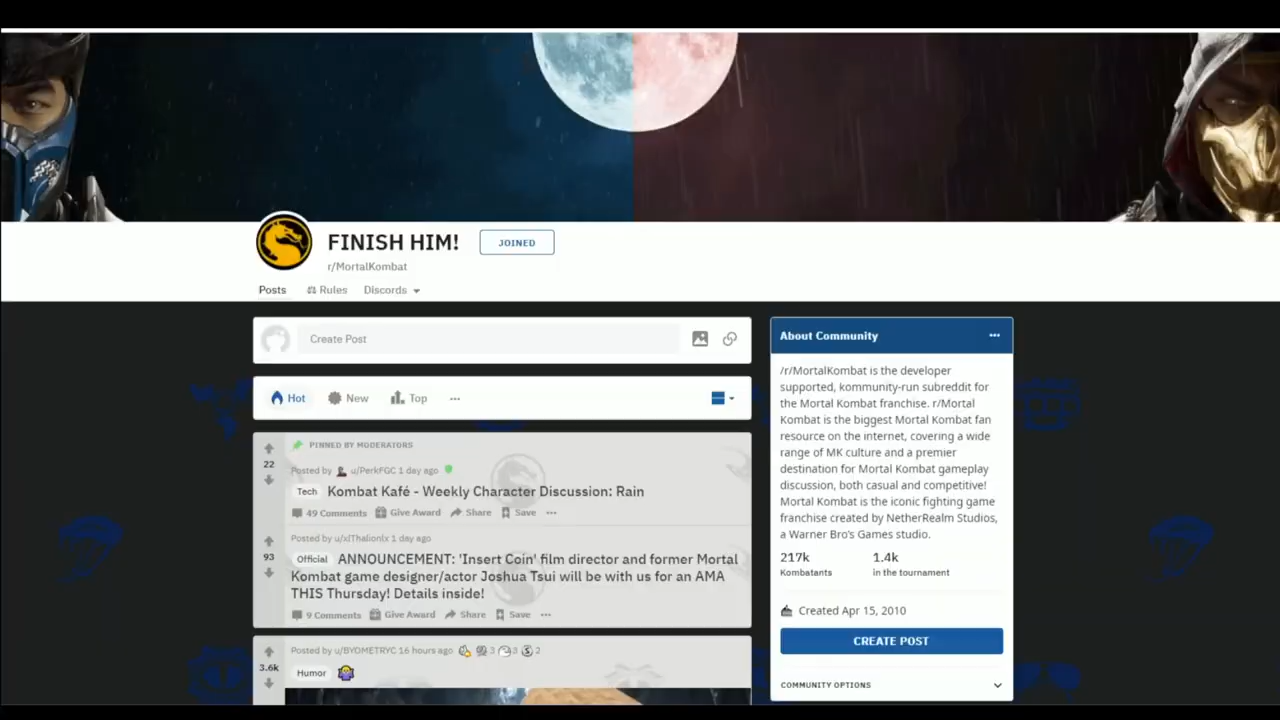 FINISH HIM!
JOINED
r/MortalKombat
Posts
Rules
Discords
Create Post
Hot
New
Top
PINNED BY MODERATORS
22
Posted by u/PerkFGC 1 day ago
Tech
Kombat Kafé - Weekly Character Discussion: Rain
49 Comments
Give Award
Share
Save
Posted by u/xIThalionIx 1 day ago
93
Official
ANNOUNCEMENT: 'Insert Coin' film director and former Mortal
Kombat game designer/actor Joshua Tsui will be with us for an AMA
THIS Thursday! Details inside!
9 Comments
Give Award
Share
Save
Posted by u/BYOMETRYC 16 hours ago
3
3
2
3.6k
Humor
About Community
/r/MortalKombat is the developer
supported, kommunity-run subreddit for
the Mortal Kombat franchise. r/Mortal
Kombat is the biggest Mortal Kombat fan
resource on the internet, covering a wide
range of MK culture and a premier
destination for Mortal Kombat gameplay
discussion, both casual and competitive!
Mortal Kombat is the iconic fighting game
franchise created by NetherRealm Studios,
a Warner Bro's Games studio.
217k
1.4k
Kombatants
in the tournament
Created Apr 15, 2010
CREATE POST
COMMUNITY OPTIONS